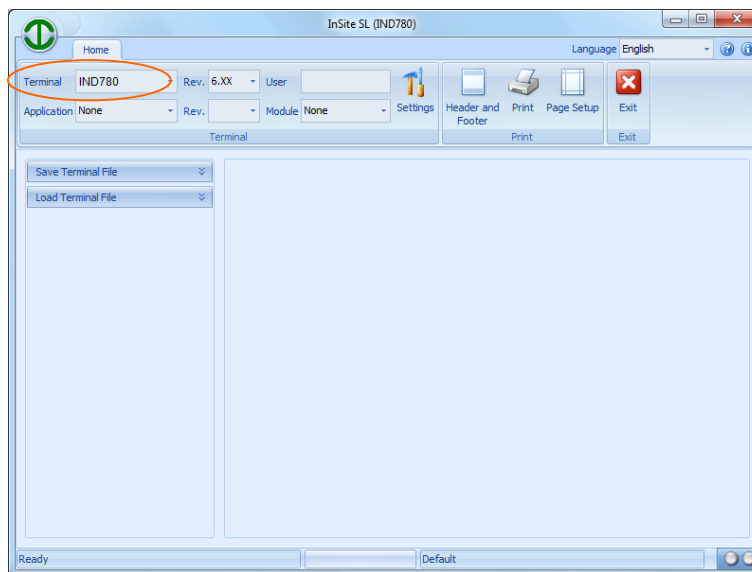 InSite SL (IND780)
Home
Language English
Terminal IND780 Rev. 6.XX User
Application None Rev. Module None
Settings
Header and Footer
Print
Page Setup
Exit
Terminal
Print
Exit
Save Terminal File
Load Terminal File
Ready
Default